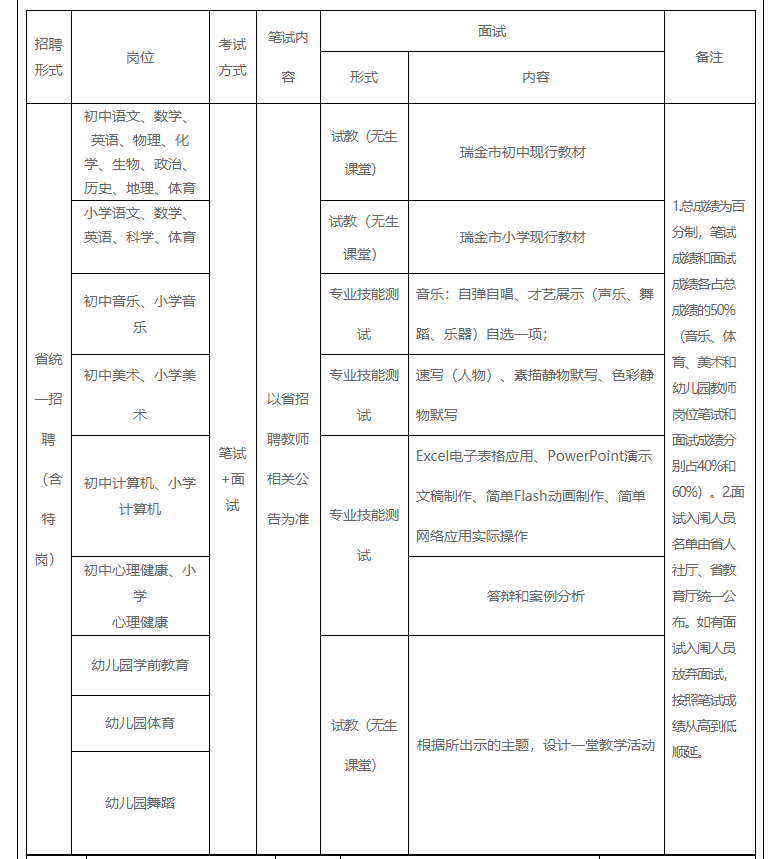 招聘
形式
岗位
考试
方式
笔试内
容
面试
形式
内容
备注
省统
一招
聘
（含
特
岗）
初中语文、数学、
英语、物理、化
学、生物、政治、
历史、地理、体育
笔试
+面
试
以省招
聘教师
相关公
告为准
试教（无生
课堂）
瑞金市初中现行教材
1.总成绩为百
分制，笔试
成绩和面试
成绩各占总
成绩的50%
（音乐、体
育、美术和
幼儿园教师
岗位笔试和
面试成绩分
别占40%和
60%）。2.面
试入闱人员
名单由省人
社厅、省教
育厅统一公
布。如有面
试入闱人员
放弃面试，
按照笔试成
绩从高到低
顺延。
小学语文、数学、
英语、科学、体育
试教（无生
课堂）
瑞金市小学现行教材
初中音乐、小学音
乐
专业技能测
试
音乐：自弹自唱、才艺展示（声乐、舞
蹈、乐器）自选一项；
初中美术、小学美
术
专业技能测
试
速写（人物）、素描静物默写、色彩静
物默写
初中计算机、小学
计算机
专业技能测
试
Excel电子表格应用、PowerPoint演示
文稿制作、简单Flash动画制作、简单
网络应用实际操作
初中心理健康、小
学
心理健康
答辩和案例分析
幼儿园学前教育
试教（无生
课堂）
根据所出示的主题，设计一堂教学活动
幼儿园体育
幼儿园舞蹈